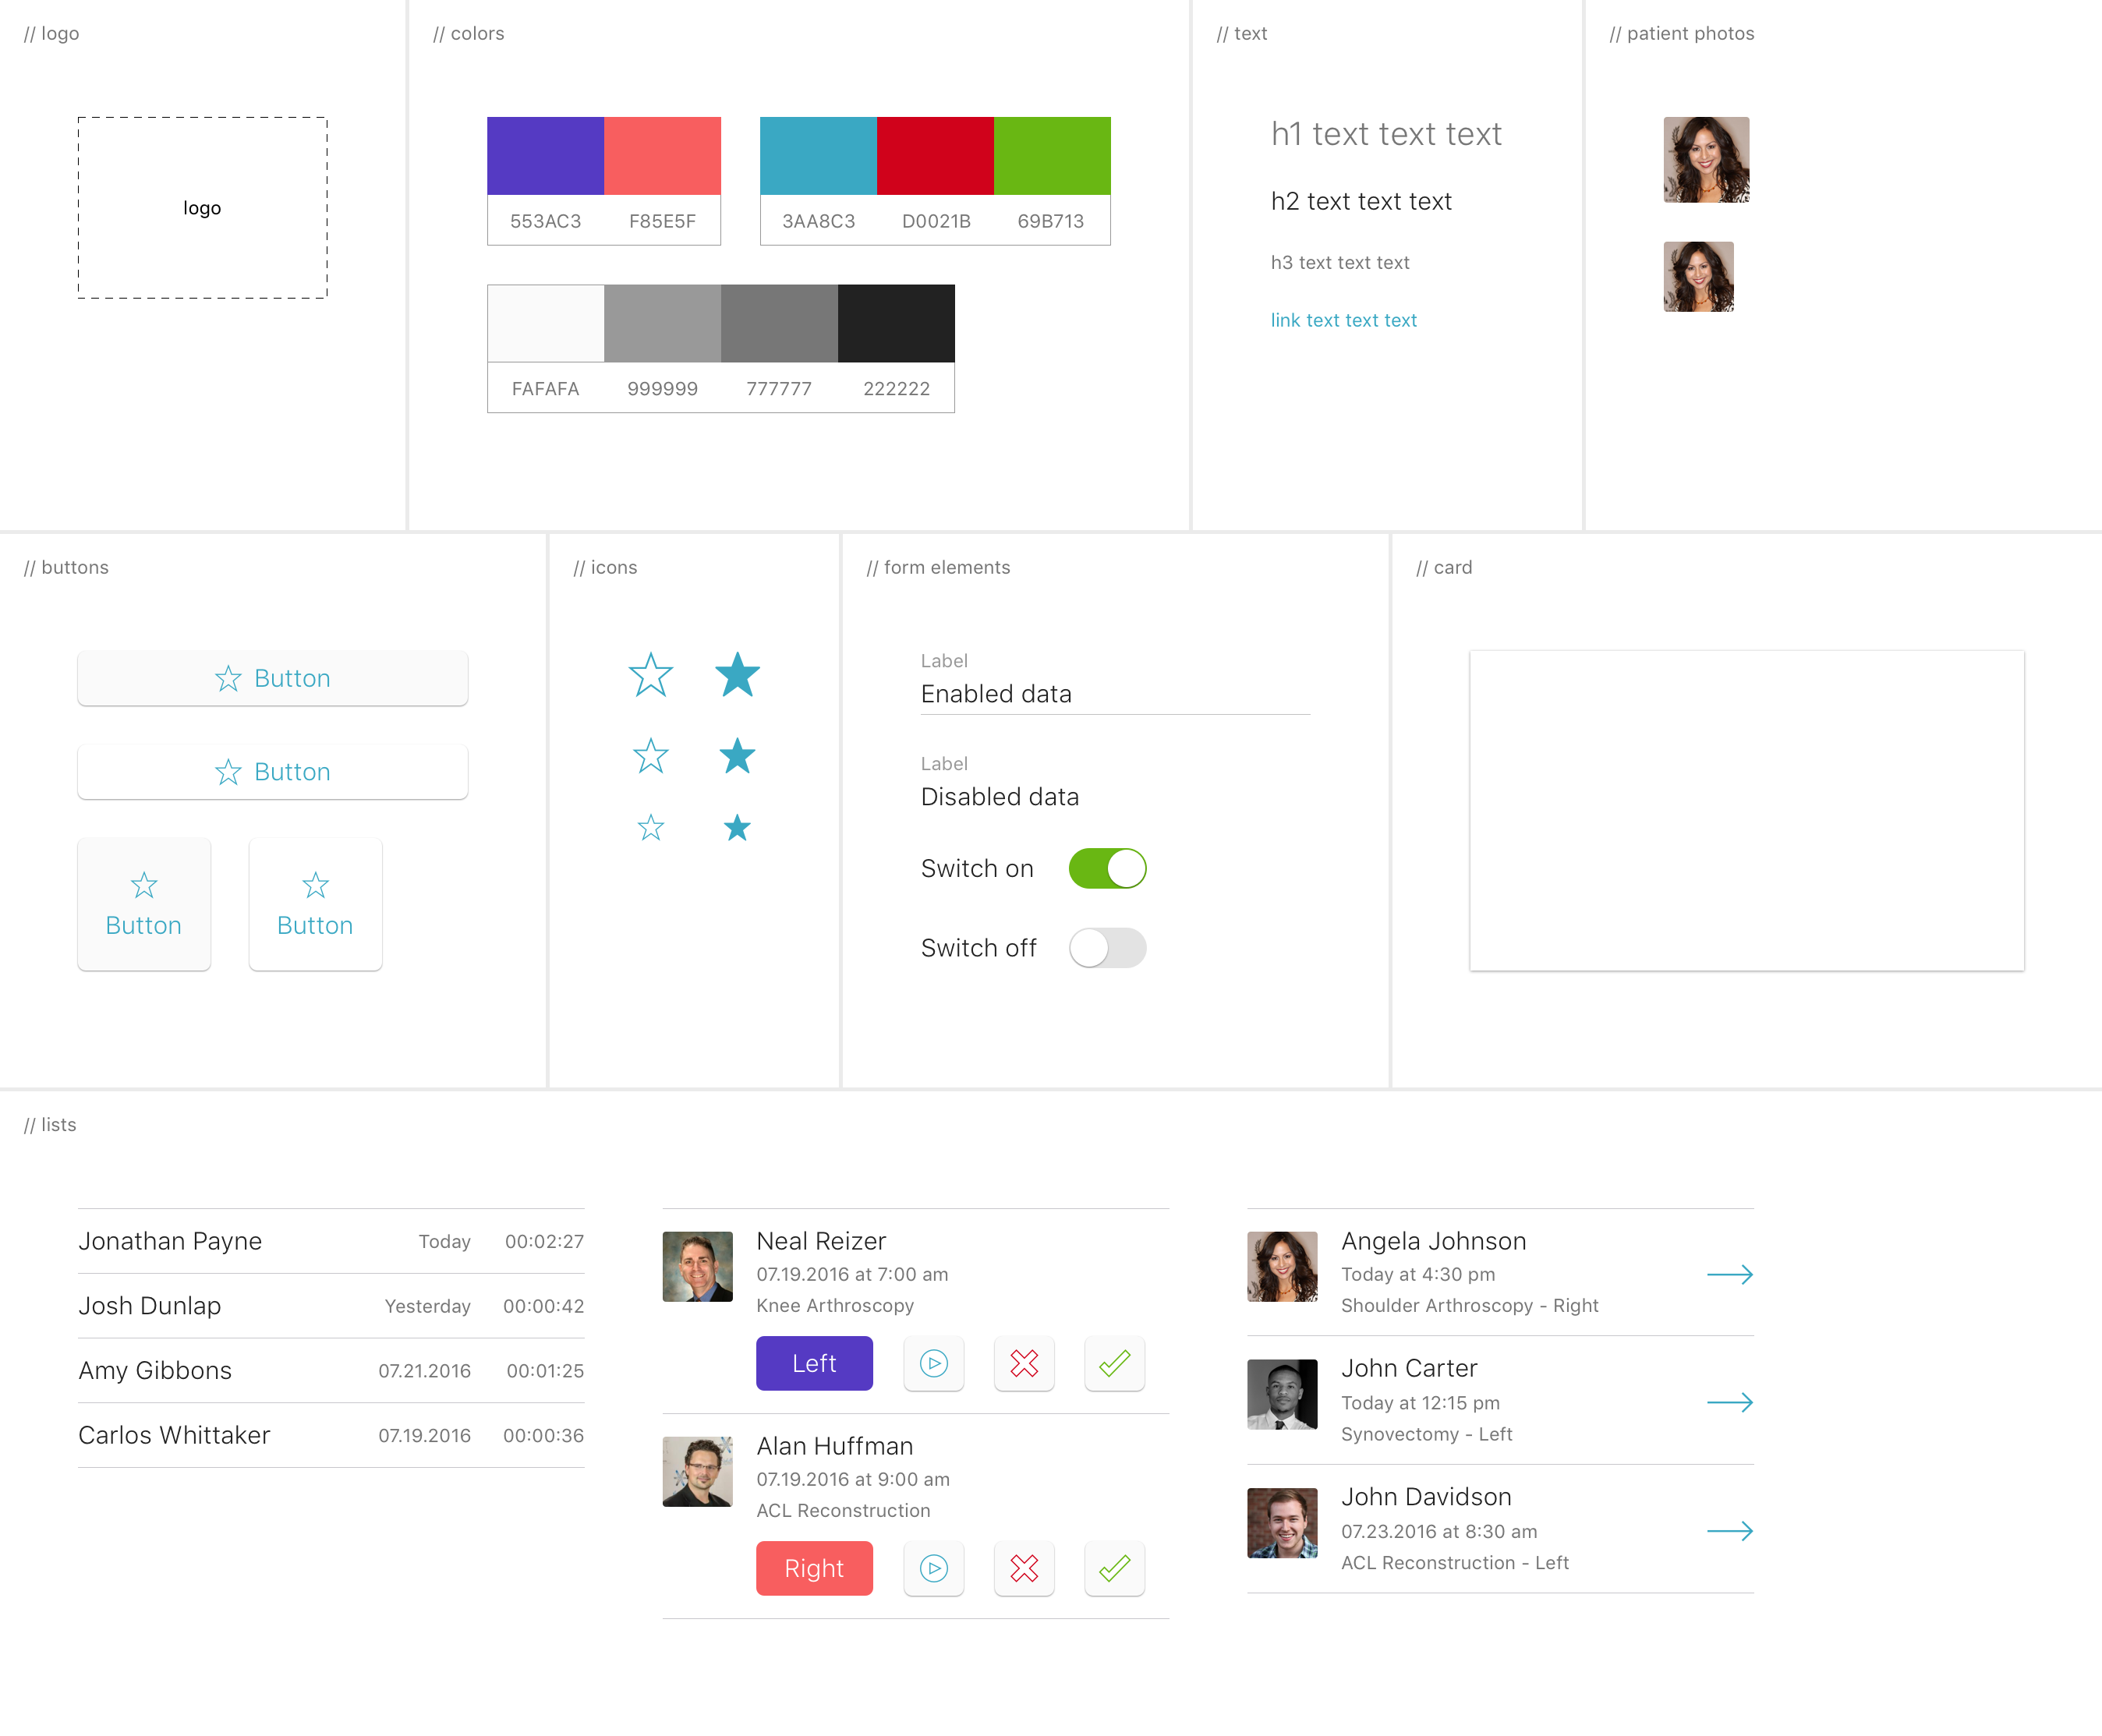 // logo
logo
// colors
553AC3 F85E5F
3AA8C3 D0021B 69B713
FAFAFA 999999 777777 222222
// text
h1 text text text
h2 text text text
h3 text text text
link text text text
// patient photos
// buttons
Button
Button
Button
Button
// icons
// form elements
Label
Enabled data
Label
Disabled data
Switch on
Switch off
// card
// lists
Jonathan Payne Today 00:02:27
Josh Dunlap Yesterday 00:00:42
Amy Gibbons 07.21.2016 00:01:25
Carlos Whittaker 07.19.2016 00:00:36
Neal Reizer
07.19.2016 at 7:00 am
Knee Arthroscopy
Left
Alan Huffman
07.19.2016 at 9:00 am
ACL Reconstruction
Right
Angela Johnson
Today at 4:30 pm
Shoulder Arthroscopy - Right
John Carter
Today at 12:15 pm
Synovectomy - Left
John Davidson
07.23.2016 at 8:30 am
ACL Reconstruction - Left